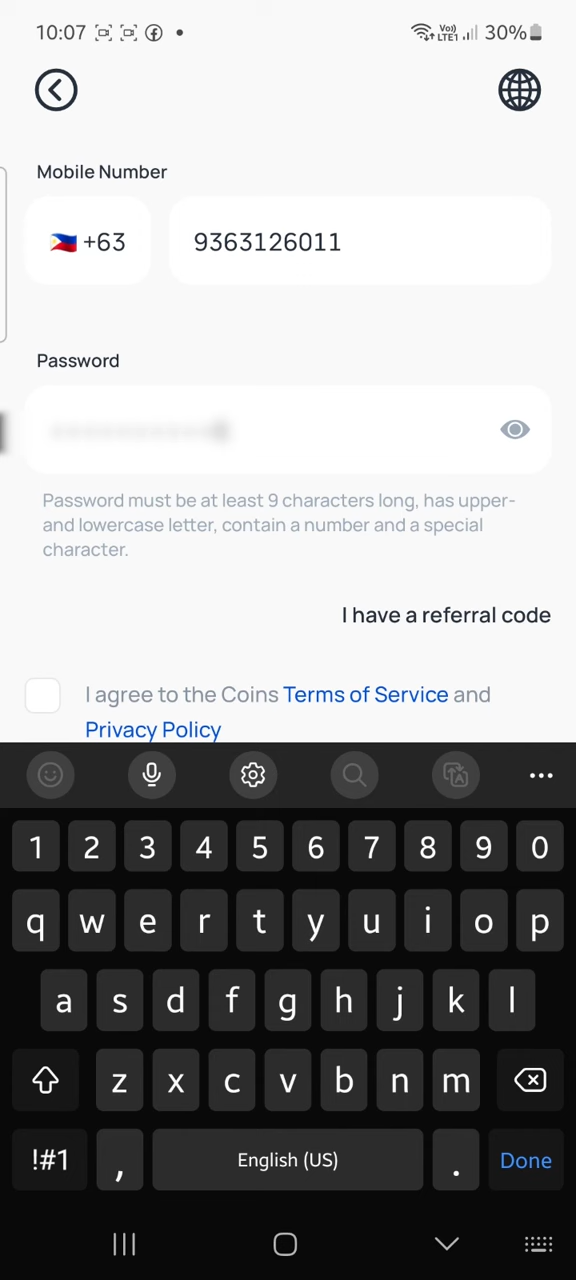 10:07 Vo)) LTE1 30%
Mobile Number
🇵🇭 +63 9363126011
Password
Password must be at least 9 characters long, has upper-
and lowercase letter, contain a number and a special
character.
I have a referral code
I agree to the Coins Terms of Service and
Privacy Policy
1 2 3 4 5 6 7 8 9 0
q w e r t y u i o p
a s d f g h j k l
z x c v b n m
!#1 , English (US) . Done